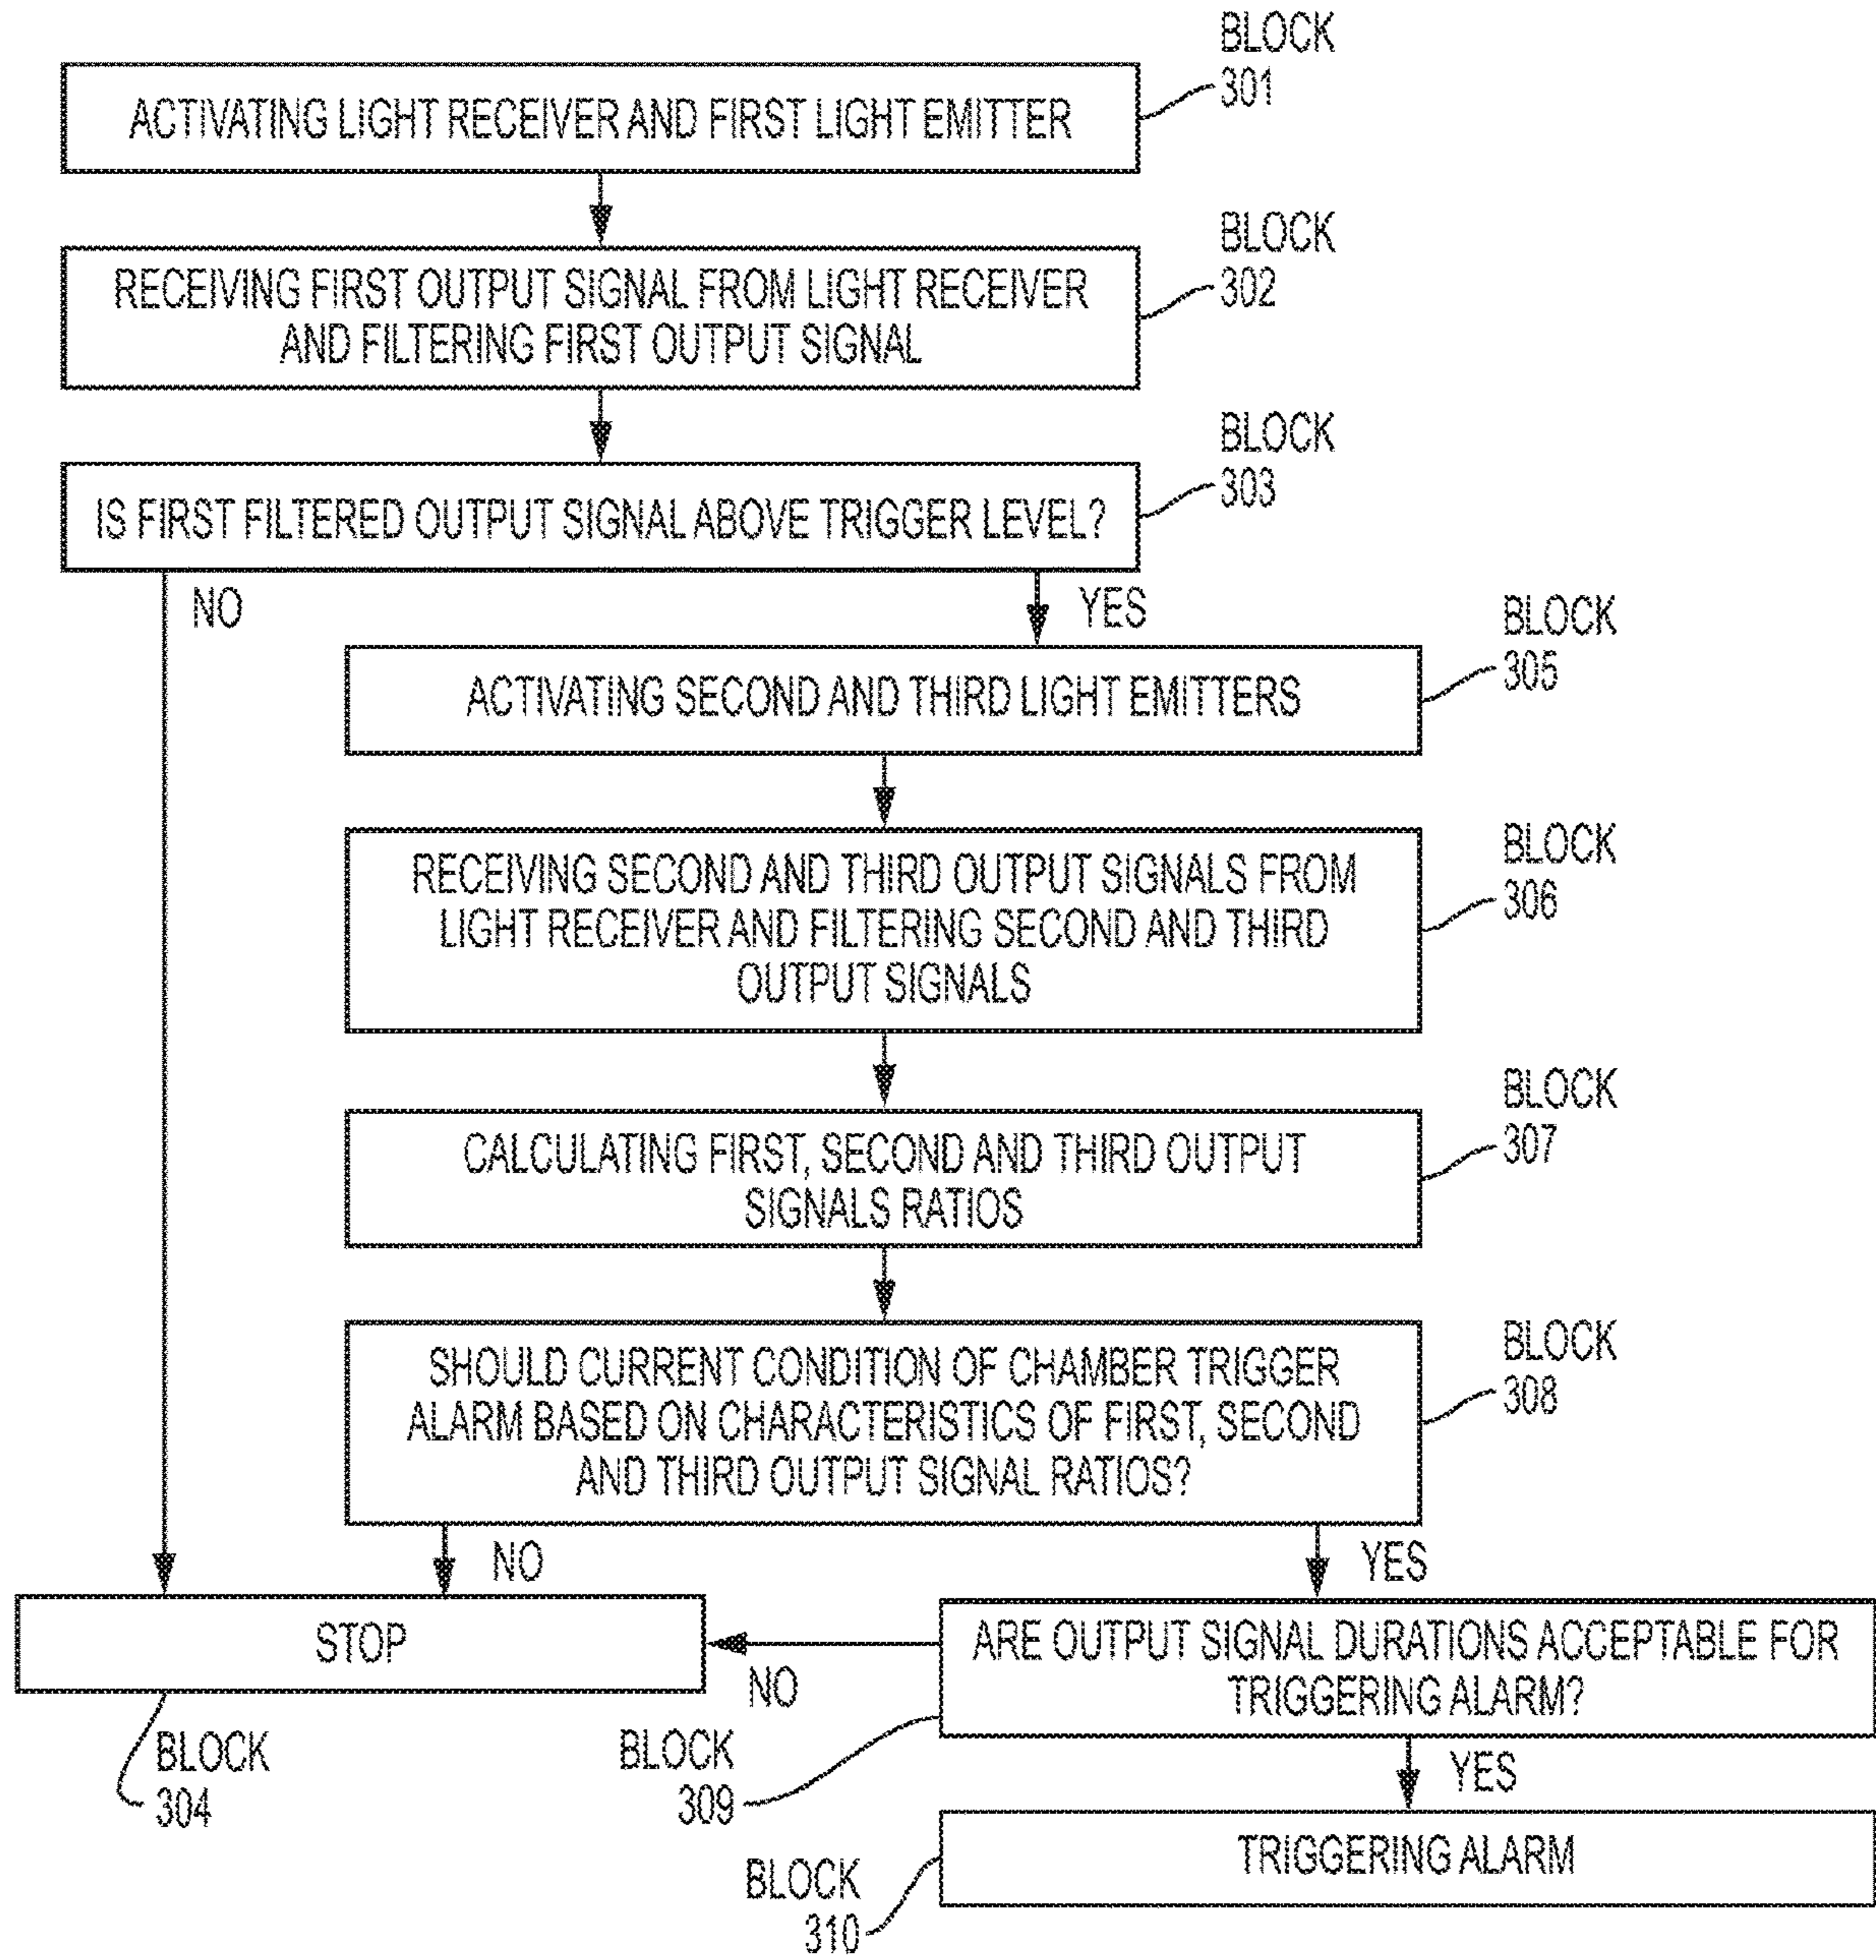 BLOCK
301
ACTIVATING LIGHT RECEIVER AND FIRST LIGHT EMITTER
BLOCK
302
RECEIVING FIRST OUTPUT SIGNAL FROM LIGHT RECEIVER
AND FILTERING FIRST OUTPUT SIGNAL
BLOCK
303
IS FIRST FILTERED OUTPUT SIGNAL ABOVE TRIGGER LEVEL?
NO
YES
BLOCK
305
ACTIVATING SECOND AND THIRD LIGHT EMITTERS
BLOCK
306
RECEIVING SECOND AND THIRD OUTPUT SIGNALS FROM
LIGHT RECEIVER AND FILTERING SECOND AND THIRD
OUTPUT SIGNALS
BLOCK
307
CALCULATING FIRST, SECOND AND THIRD OUTPUT
SIGNALS RATIOS
BLOCK
308
SHOULD CURRENT CONDITION OF CHAMBER TRIGGER
ALARM BASED ON CHARACTERISTICS OF FIRST, SECOND
AND THIRD OUTPUT SIGNAL RATIOS?
NO
YES
STOP
ARE OUTPUT SIGNAL DURATIONS ACCEPTABLE FOR
TRIGGERING ALARM?
NO
BLOCK
304
BLOCK
309
YES
TRIGGERING ALARM
BLOCK
310